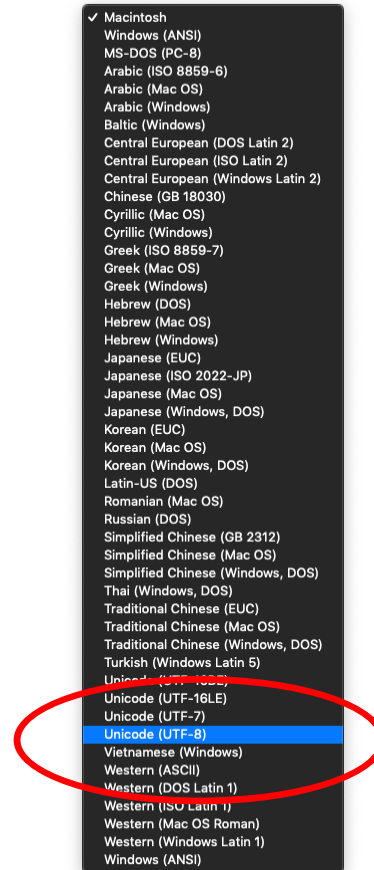 ✓ Macintosh
Windows (ANSI)
MS-DOS (PC-8)
Arabic (ISO 8859-6)
Arabic (Mac OS)
Arabic (Windows)
Baltic (Windows)
Central European (DOS Latin 2)
Central European (ISO Latin 2)
Central European (Windows Latin 2)
Chinese (GB 18030)
Cyrillic (Mac OS)
Cyrillic (Windows)
Greek (ISO 8859-7)
Greek (Mac OS)
Greek (Windows)
Hebrew (DOS)
Hebrew (Mac OS)
Hebrew (Windows)
Japanese (EUC)
Japanese (ISO 2022-JP)
Japanese (Mac OS)
Japanese (Windows, DOS)
Korean (EUC)
Korean (Mac OS)
Korean (Windows, DOS)
Latin-US (DOS)
Romanian (Mac OS)
Russian (DOS)
Simplified Chinese (GB 2312)
Simplified Chinese (Mac OS)
Simplified Chinese (Windows, DOS)
Thai (Windows, DOS)
Traditional Chinese (EUC)
Traditional Chinese (Mac OS)
Traditional Chinese (Windows, DOS)
Turkish (Windows Latin 5)
Unicode (UTF-16BE)
Unicode (UTF-16LE)
Unicode (UTF-7)
Unicode (UTF-8)
Vietnamese (Windows)
Western (ASCII)
Western (DOS Latin 1)
Western (ISO Latin 1)
Western (Mac OS Roman)
Western (Windows Latin 1)
Windows (ANSI)